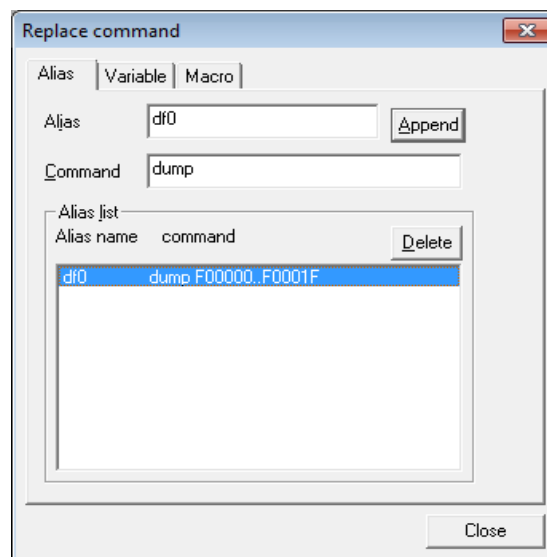 Replace command
Alias Variable Macro
Alias df0 Append
Command dump
Alias list
Alias name command Delete
df0 dump F00000..F0001F
Close